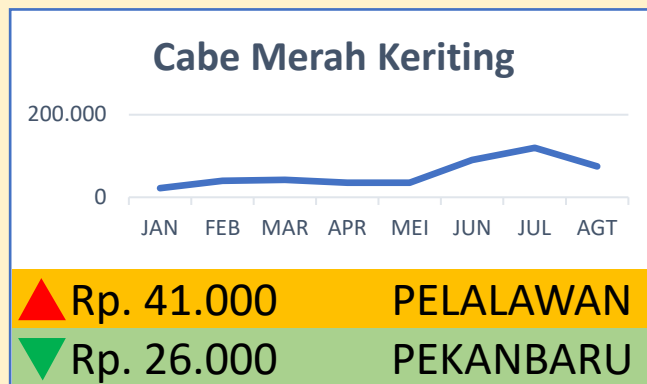 Cabe Merah Keriting
200.000
0
JAN FEB MAR APR MEI JUN JUL AGT
Rp. 41.000 PELALAWAN
Rp. 26.000 PEKANBARU